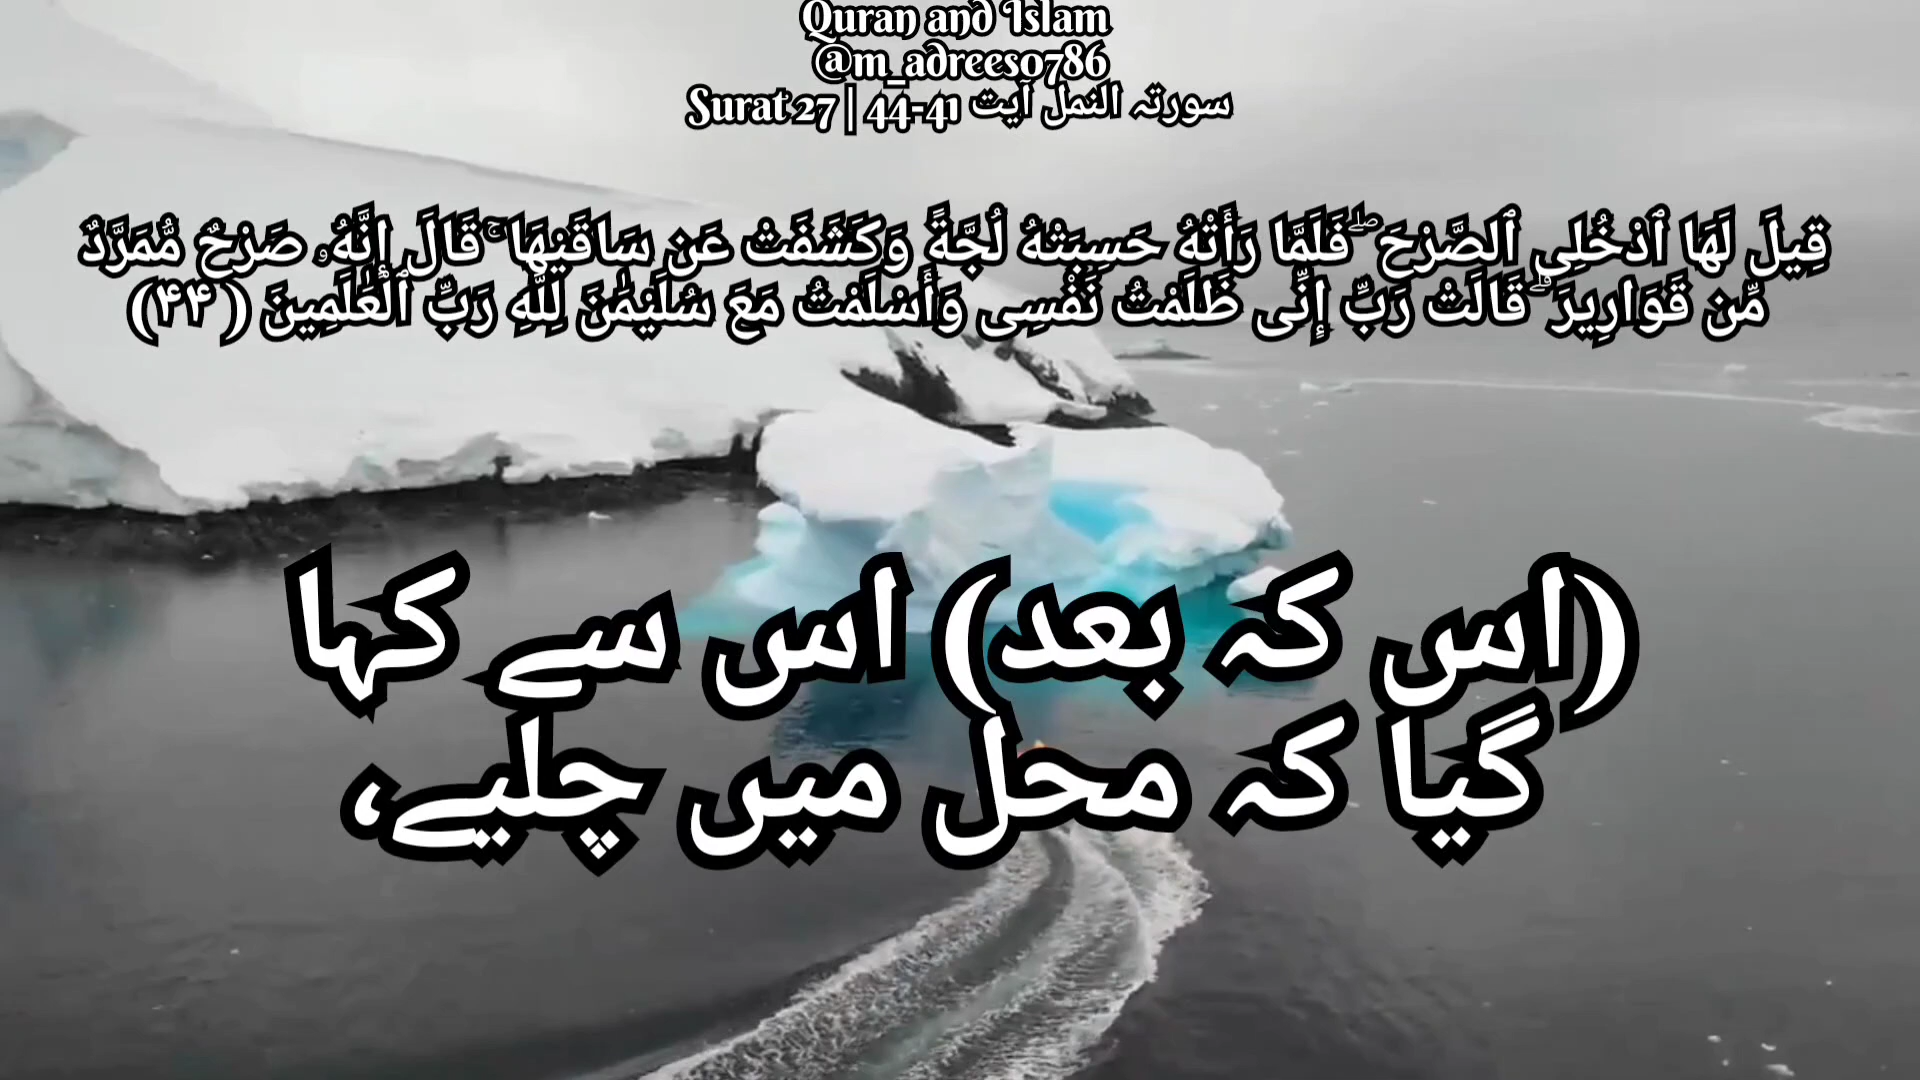 Quran and Islam
@m_adrees0786
Surat 27 | 44-41 سورتہ النمل آیت
قِيلَ لَهَا ٱدْخُلِى ٱلصَّرْحَ ۖ فَلَمَّا رَأَتْهُ حَسِبَتْهُ لُجَّةً وَكَشَفَتْ عَن سَاقَيْهَا ۚ قَالَ إِنَّهُۥ صَرْحٌ مُّمَرَّدٌ
مِّن قَوَارِيرَ ۗ قَالَتْ رَبِّ إِنِّى ظَلَمْتُ نَفْسِى وَأَسْلَمْتُ مَعَ سُلَيْمَٰنَ لِلَّهِ رَبِّ ٱلْعَٰلَمِينَ (۴۴)
(اس کہ بعد) اس سے کہا
گیا کہ محل میں چلیے،